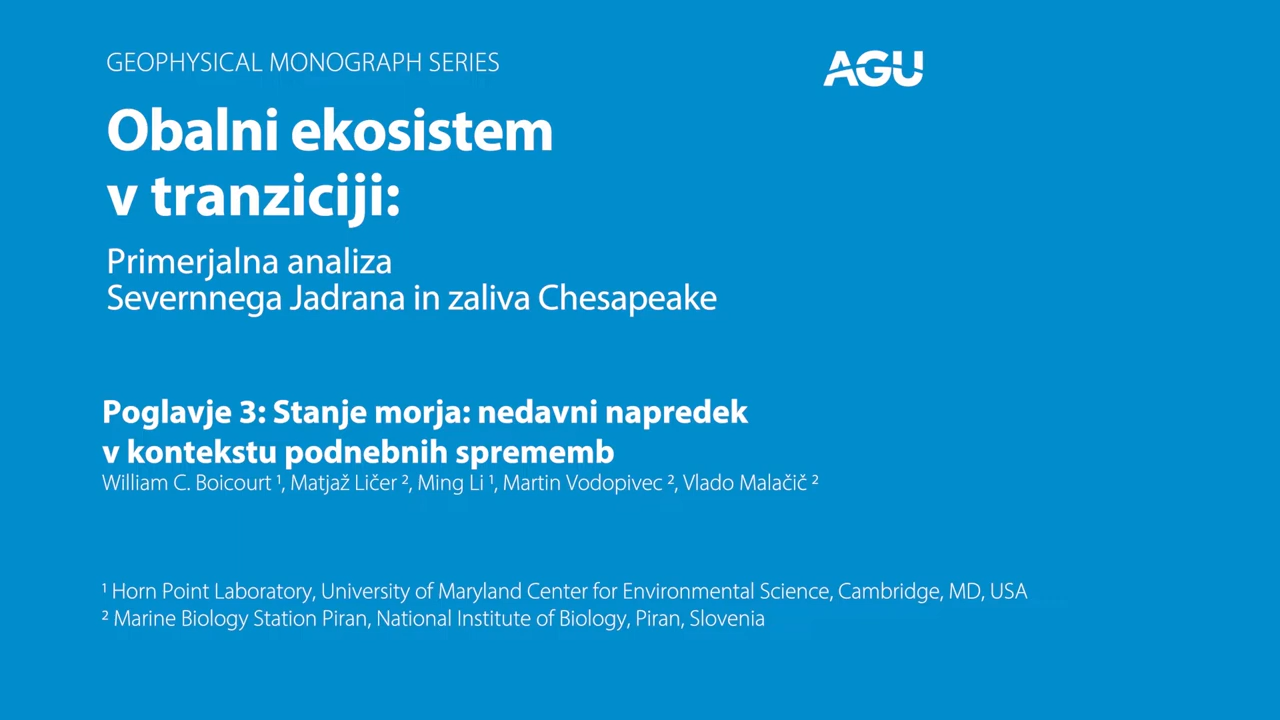 GEOPHYSICAL MONOGRAPH SERIES
AGU
Obalni ekosistem
v tranziciji:
Primerjalna analiza
Severnnega Jadrana in zaliva Chesapeake
Poglavje 3: Stanje morja: nedavni napredek
v kontekstu podnebnih sprememb
William C. Boicourt ¹, Matjaž Ličer ², Ming Li ¹, Martin Vodopivec ², Vlado Malačič ²
¹ Horn Point Laboratory, University of Maryland Center for Environmental Science, Cambridge, MD, USA
² Marine Biology Station Piran, National Institute of Biology, Piran, Slovenia